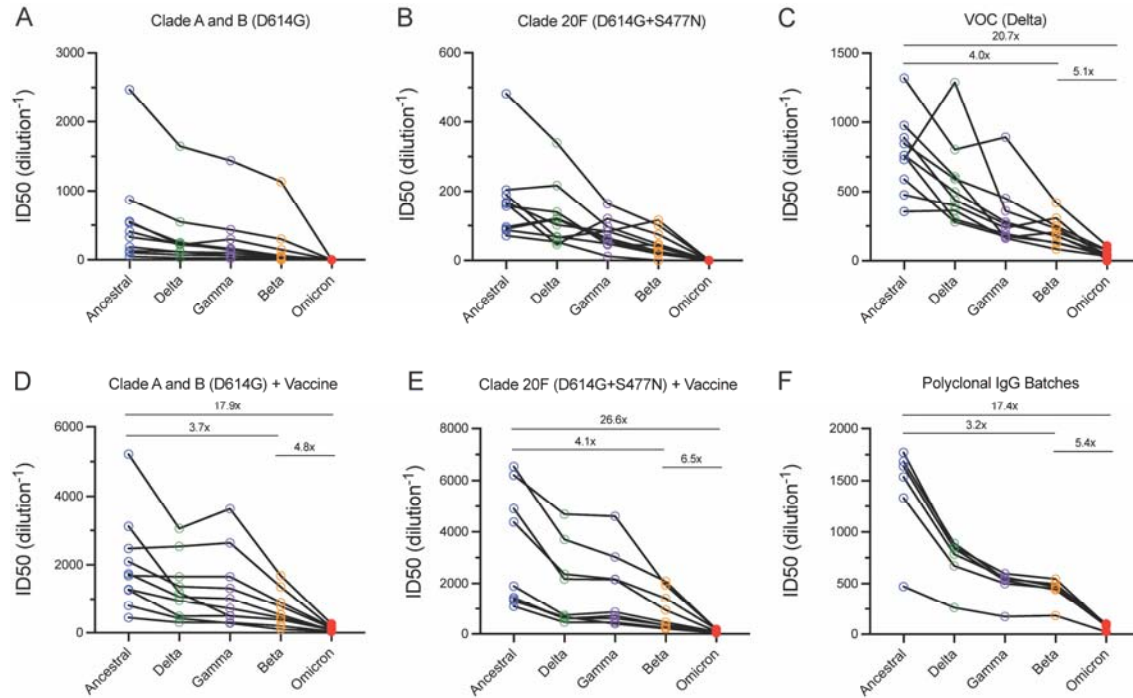 A
Clade A and B (D614G)
ID50 (dilution-1)
3000
2000
1000
0
Ancestral
Delta
Gamma
Beta
Omicron
B
Clade 20F (D614G+S477N)
ID50 (dilution-1)
600
400
200
0
Ancestral
Delta
Gamma
Beta
Omicron
C
VOC (Delta)
20.7x
4.0x
5.1x
ID50 (dilution-1)
1500
1000
500
0
Ancestral
Delta
Gamma
Beta
Omicron
D
Clade A and B (D614G) + Vaccine
17.9x
3.7x
4.8x
ID50 (dilution-1)
6000
4000
2000
0
Ancestral
Delta
Gamma
Beta
Omicron
E
Clade 20F (D614G+S477N) + Vaccine
26.6x
4.1x
6.5x
ID50 (dilution-1)
8000
6000
4000
2000
0
Ancestral
Delta
Gamma
Beta
Omicron
F
Polyclonal IgG Batches
17.4x
3.2x
5.4x
ID50 (dilution-1)
2000
1500
1000
500
0
Ancestral
Delta
Gamma
Beta
Omicron